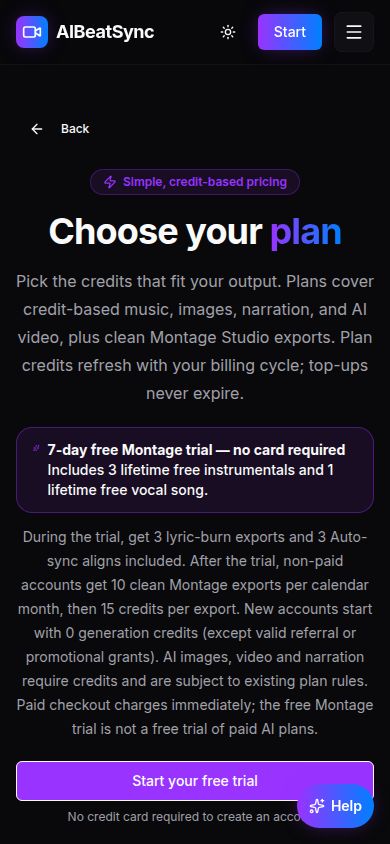 AIBeatSync
Start
Back
Simple, credit-based pricing
Choose your plan
Pick the credits that fit your output. Plans cover
credit-based music, images, narration, and AI
video, plus clean Montage Studio exports. Plan
credits refresh with your billing cycle; top-ups
never expire.
7-day free Montage trial — no card required
Includes 3 lifetime free instrumentals and 1
lifetime free vocal song.
During the trial, get 3 lyric-burn exports and 3 Auto-
sync aligns included. After the trial, non-paid
accounts get 10 clean Montage exports per calendar
month, then 15 credits per export. New accounts start
with 0 generation credits (except valid referral or
promotional grants). AI images, video and narration
require credits and are subject to existing plan rules.
Paid checkout charges immediately; the free Montage
trial is not a free trial of paid AI plans.
Start your free trial
Help
No credit card required to create an